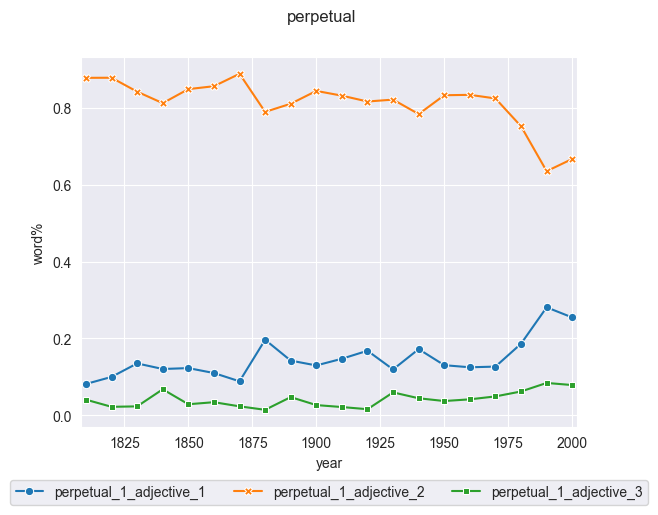 perpetual
word%
0.8
0.6
0.4
0.2
0.0
1825 1850 1875 1900 1925 1950 1975 2000
year
perpetual_1_adjective_1 perpetual_1_adjective_2 perpetual_1_adjective_3